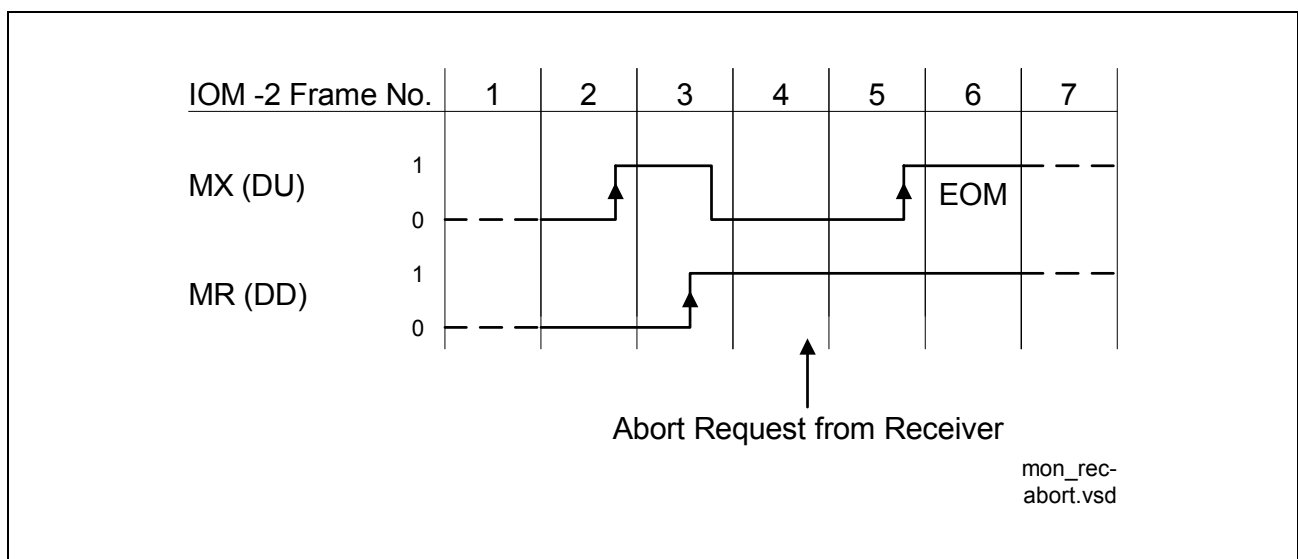 IOM -2 Frame No. 1 2 3 4 5 6 7
1
MX (DU)
EOM
0
1
MR (DD)
0
Abort Request from Receiver
mon_rec-
abort.vsd